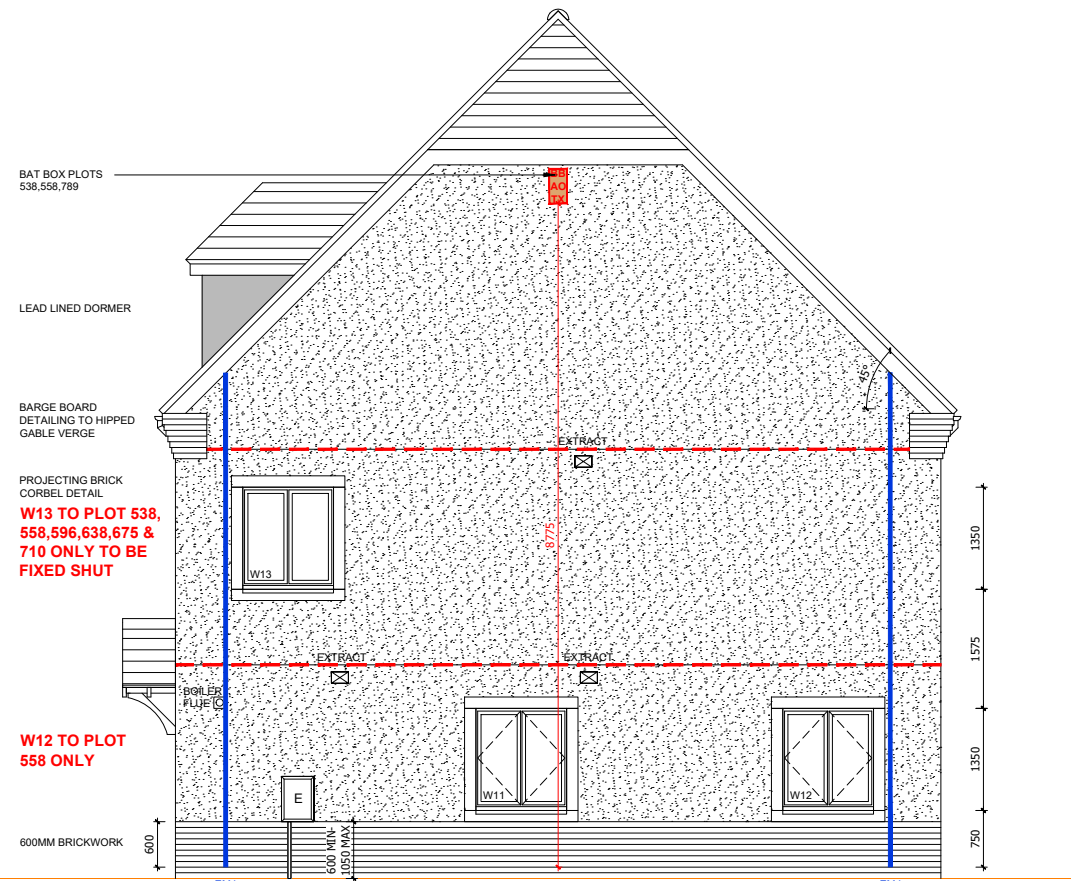 BAT BOX PLOTS
538,558,789
BB
AO
TX
LEAD LINED DORMER
45°
BARGE BOARD
DETAILING TO HIPPED
GABLE VERGE
EXTRACT
PROJECTING BRICK
CORBEL DETAIL
W13 TO PLOT 538,
558,596,638,675 &
710 ONLY TO BE
FIXED SHUT
W13
8775
1350
1575
EXTRACT
EXTRACT
BOILER
FLUE
W12 TO PLOT
558 ONLY
E
W11
W12
1350
600MM BRICKWORK
600
600 MIN-
1050 MAX
750